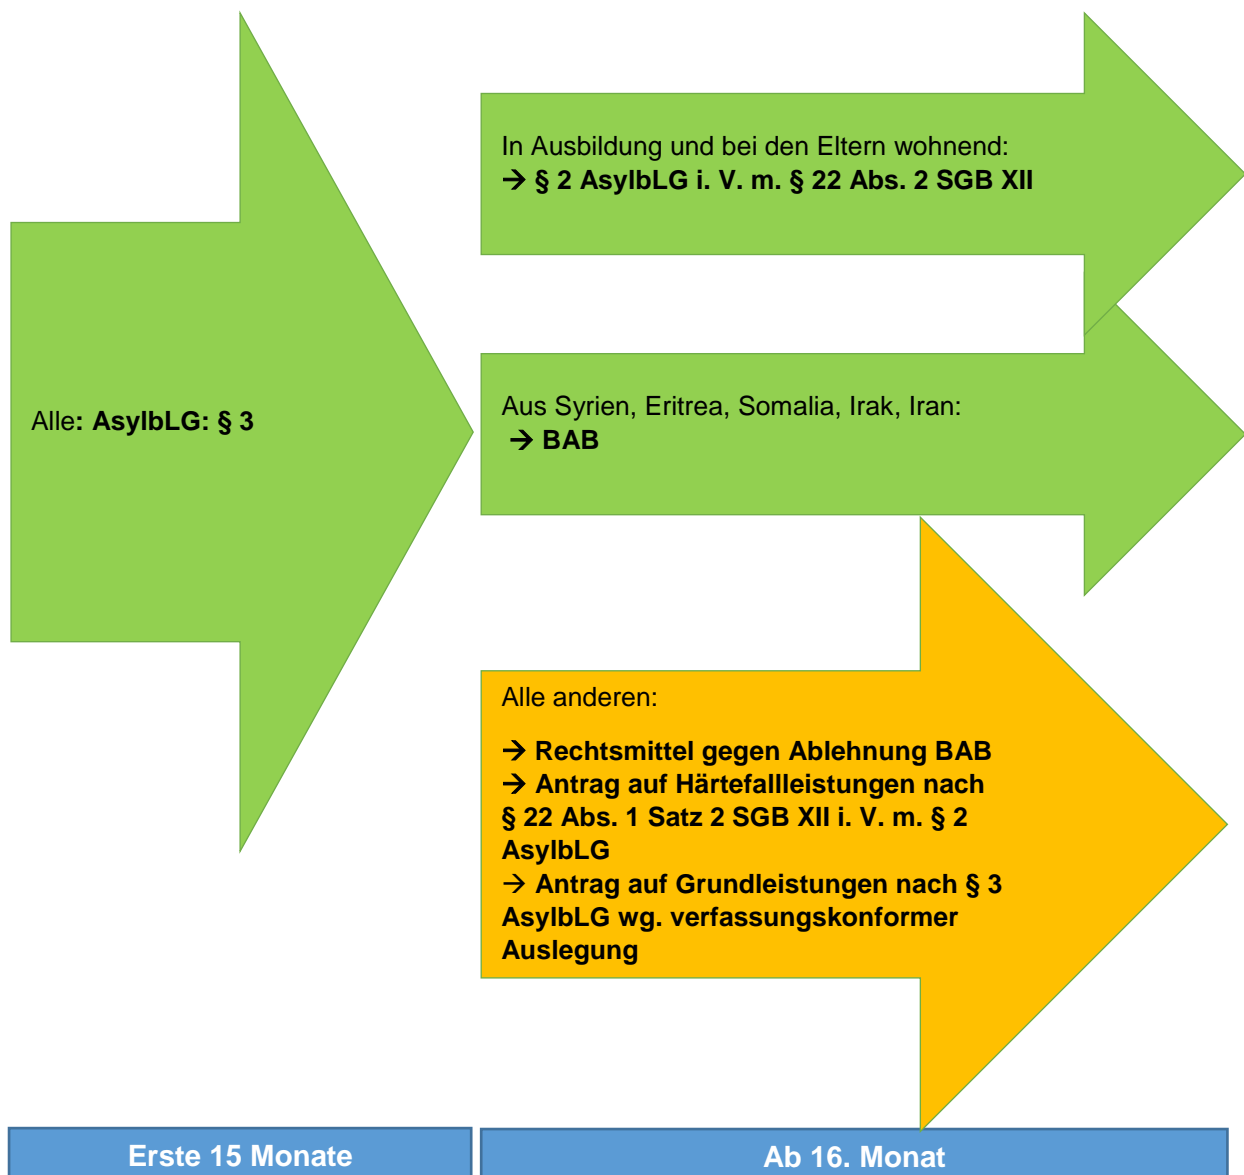 Alle: AsylbLG: § 3
In Ausbildung und bei den Eltern wohnend:
→ § 2 AsylbLG i. V. m. § 22 Abs. 2 SGB XII
Aus Syrien, Eritrea, Somalia, Irak, Iran:
→ BAB
Alle anderen:
→ Rechtsmittel gegen Ablehnung BAB
→ Antrag auf Härtefallleistungen nach
§ 22 Abs. 1 Satz 2 SGB XII i. V. m. § 2
AsylbLG
→ Antrag auf Grundleistungen nach § 3
AsylbLG wg. verfassungskonformer
Auslegung
Erste 15 Monate
Ab 16. Monat